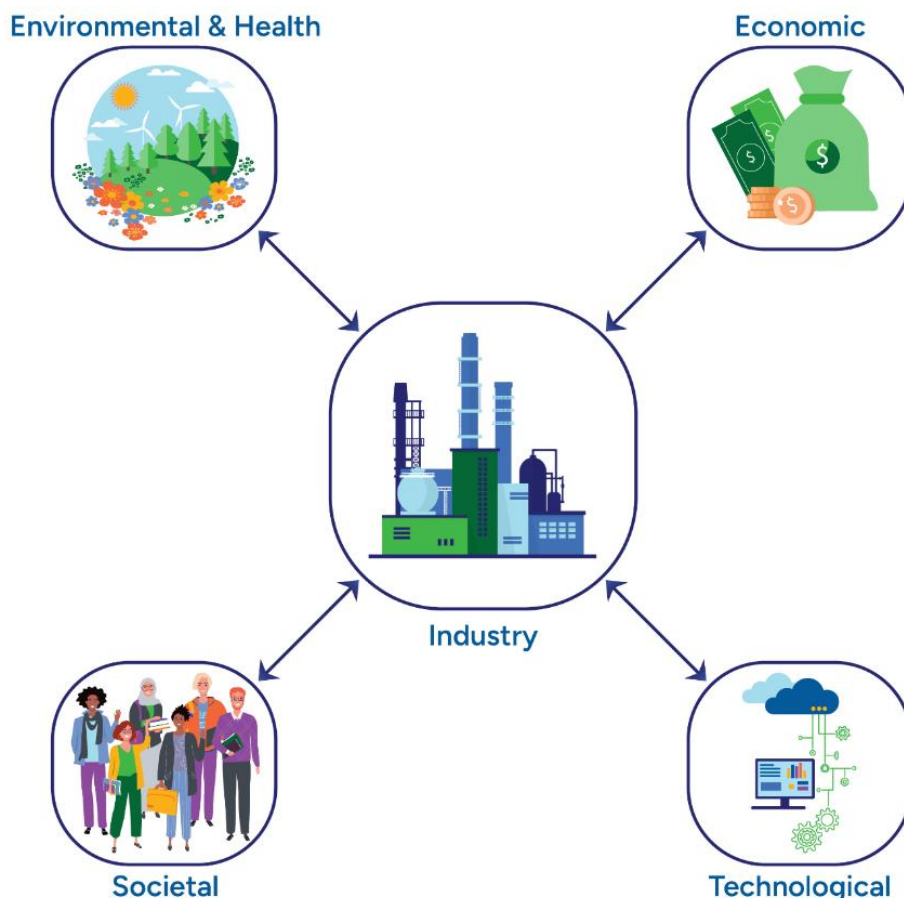 Environmental & Health
Economic
$
$
$
$
Industry
Societal
Technological